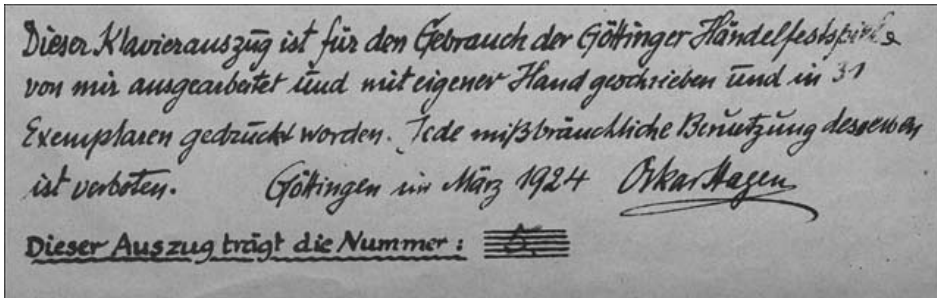 Dieser Klavierauszug ist für den Gebrauch der Göttinger Händelfestspiele
von mir ausgearbeitet und mit eigener Hand geschrieben und in 31
Exemplaren gedruckt worden. Jede mißbräuchliche Benutzung desselben
ist verboten. Göttingen im März 1924 Oskar Hagen
Dieser Auszug trägt die Nummer: 5.